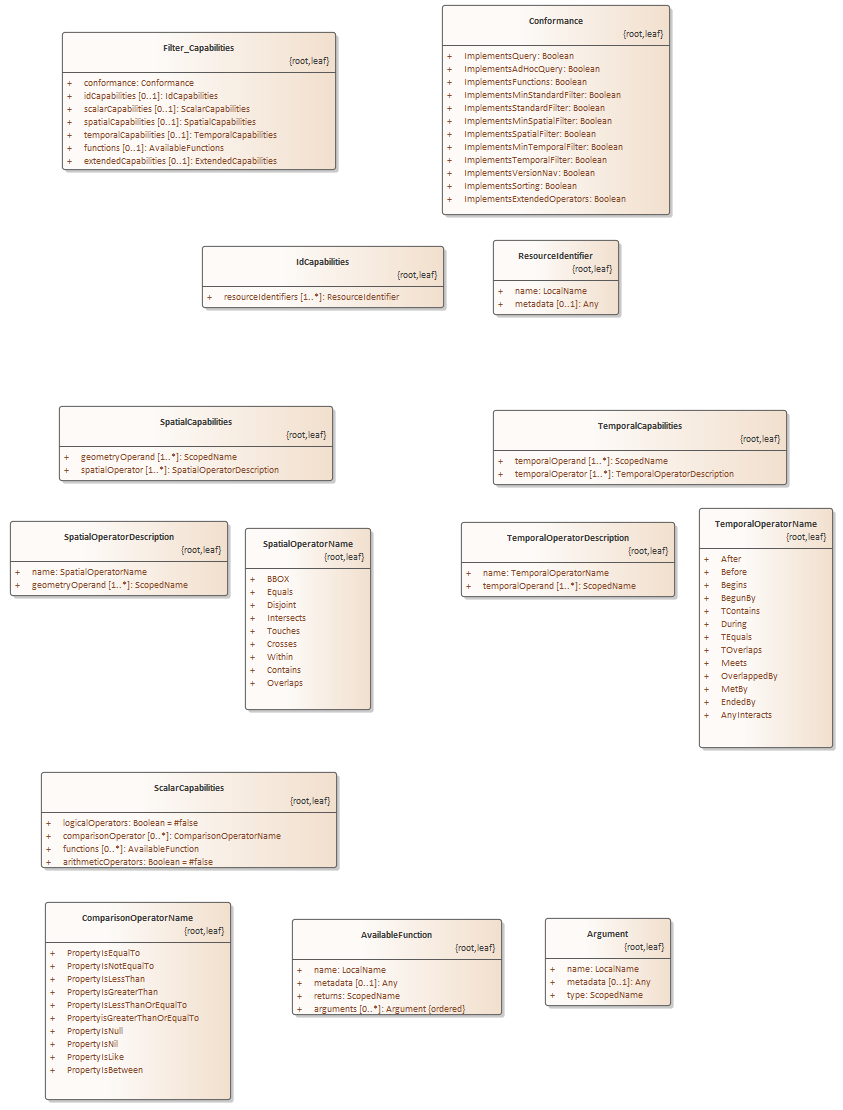 Filter_Capabilities
{root,leaf}
+ conformance: Conformance
+ idCapabilities [0..1]: IdCapabilities
+ scalarCapabilities [0..1]: ScalarCapabilities
+ spatialCapabilities [0..1]: SpatialCapabilities
+ temporalCapabilities [0..1]: TemporalCapabilities
+ functions [0..1]: AvailableFunctions
+ extendedCapabilities [0..1]: ExtendedCapabilities
Conformance
{root,leaf}
+ ImplementsQuery: Boolean
+ ImplementsAdHocQuery: Boolean
+ ImplementsFunctions: Boolean
+ ImplementsMinStandardFilter: Boolean
+ ImplementsStandardFilter: Boolean
+ ImplementsMinSpatialFilter: Boolean
+ ImplementsSpatialFilter: Boolean
+ ImplementsMinTemporalFilter: Boolean
+ ImplementsTemporalFilter: Boolean
+ ImplementsVersionNav: Boolean
+ ImplementsSorting: Boolean
+ ImplementsExtendedOperators: Boolean
IdCapabilities
{root,leaf}
+ resourceIdentifiers [1..*]: ResourceIdentifier
ResourceIdentifier
{root,leaf}
+ name: LocalName
+ metadata [0..1]: Any
SpatialCapabilities
{root,leaf}
+ geometryOperand [1..*]: ScopedName
+ spatialOperator [1..*]: SpatialOperatorDescription
TemporalCapabilities
{root,leaf}
+ temporalOperand [1..*]: ScopedName
+ temporalOperator [1..*]: TemporalOperatorDescription
SpatialOperatorDescription
{root,leaf}
+ name: SpatialOperatorName
+ geometryOperand [1..*]: ScopedName
SpatialOperatorName
{root,leaf}
+ BBOX
+ Equals
+ Disjoint
+ Intersects
+ Touches
+ Crosses
+ Within
+ Contains
+ Overlaps
TemporalOperatorDescription
{root,leaf}
+ name: TemporalOperatorName
+ temporalOperand [1..*]: ScopedName
TemporalOperatorName
{root,leaf}
+ After
+ Before
+ Begins
+ BegunBy
+ TContains
+ During
+ TEquals
+ TOverlaps
+ Meets
+ OverlappedBy
+ MetBy
+ EndedBy
+ AnyInteracts
ScalarCapabilities
{root,leaf}
+ logicalOperators: Boolean = #false
+ comparisonOperator [0..*]: ComparisonOperatorName
+ functions [0..*]: AvailableFunction
+ arithmeticOperators: Boolean = #false
ComparisonOperatorName
{root,leaf}
+ PropertyIsEqualTo
+ PropertyIsNotEqualTo
+ PropertyIsLessThan
+ PropertyIsGreaterThan
+ PropertyIsLessThanOrEqualTo
+ PropertyisGreaterThanOrEqualTo
+ PropertyIsNull
+ PropertyIsNil
+ PropertyIsLike
+ PropertyIsBetween
AvailableFunction
{root,leaf}
+ name: LocalName
+ metadata [0..1]: Any
+ returns: ScopedName
+ arguments [0..*]: Argument {ordered}
Argument
{root,leaf}
+ name: LocalName
+ metadata [0..1]: Any
+ type: ScopedName